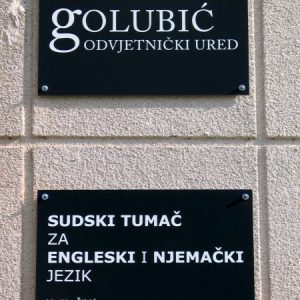 gOLUBIĆ
ODVJETNIČKI URED
SUDSKI TUMAČ
ZA
ENGLESKI I NJEMAČKI
JEZIK